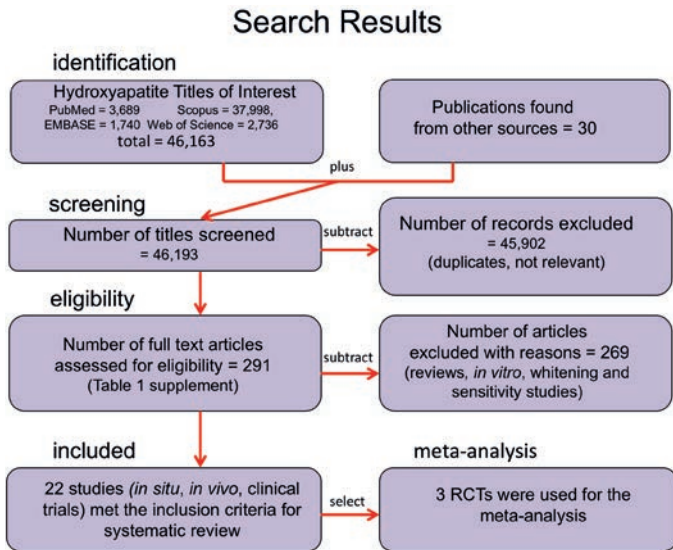 Search Results
identification
Hydroxyapatite Titles of Interest
PubMed = 3,689 Scopus = 37,998,
EMBASE = 1,740 Web of Science = 2,736
total = 46,163
Publications found
from other sources = 30
plus
screening
Number of titles screened
= 46,193
subtract
Number of records excluded
= 45,902
(duplicates, not relevant)
eligibility
Number of full text articles
assessed for eligibility = 291
(Table 1 supplement)
subtract
Number of articles
excluded with reasons = 269
(reviews, in vitro, whitening and
sensitivity studies)
included
22 studies (in situ, in vivo, clinical
trials) met the inclusion criteria for
systematic review
select
meta-analysis
3 RCTs were used for the
meta-analysis